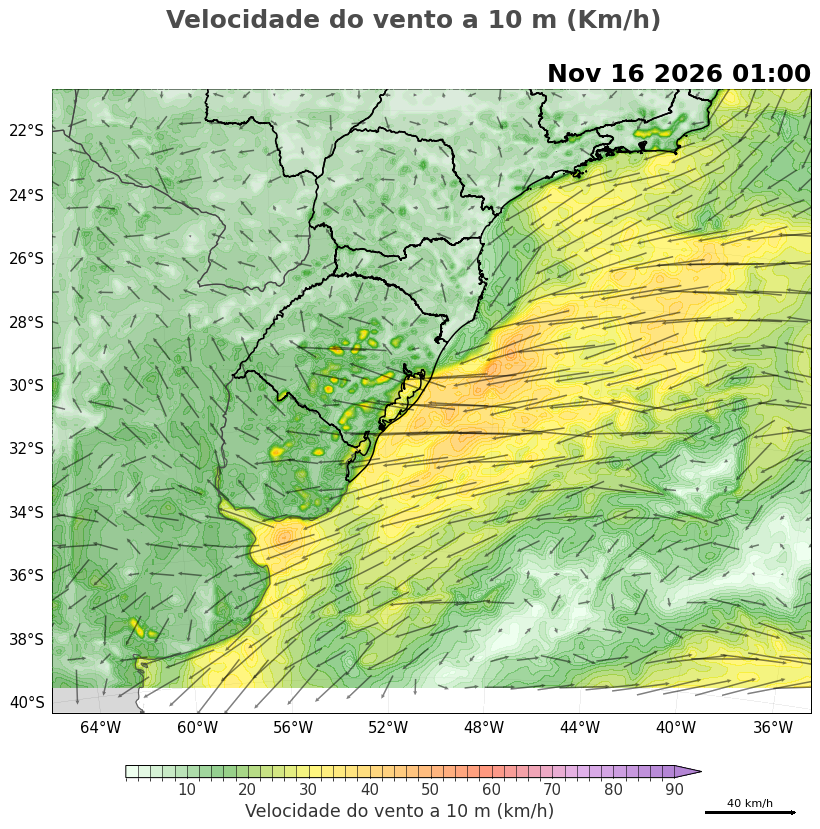 Velocidade do vento a 10 m (Km/h)
Nov 16 2026 01:00
22°S
24°S
26°S
28°S
30°S
32°S
34°S
36°S
38°S
40°S
64°W 60°W 56°W 52°W 48°W 44°W 40°W 36°W
10 20 30 40 50 60 70 80 90
Velocidade do vento a 10 m (km/h)
40 km/h